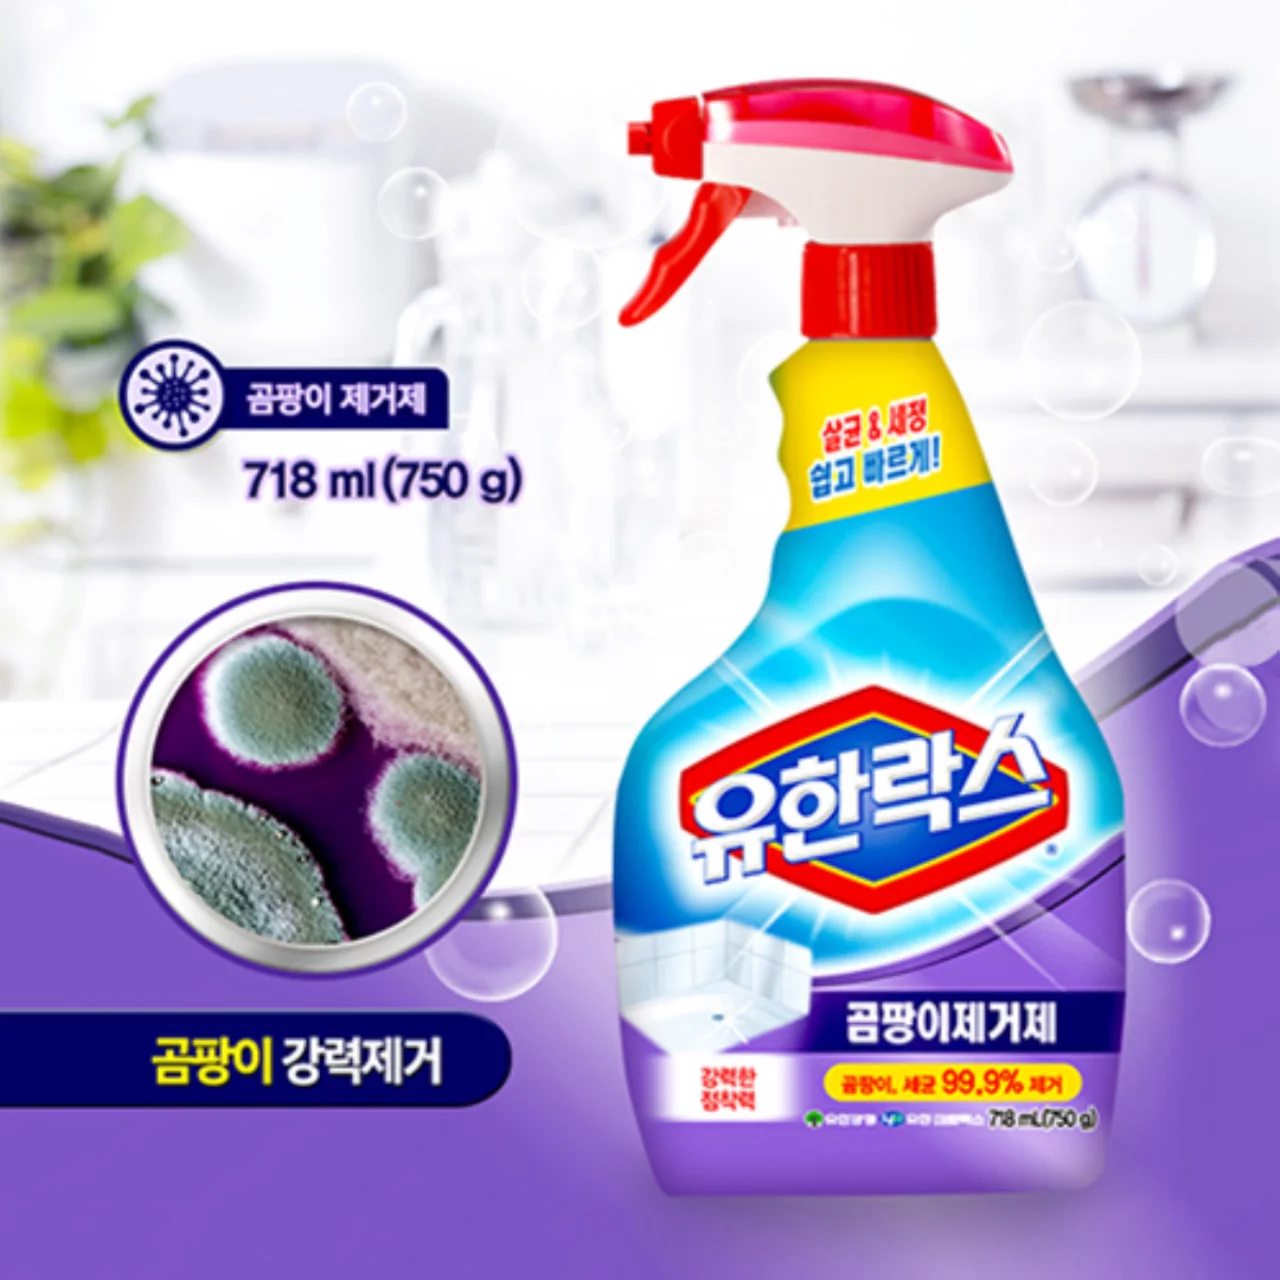 곰팡이 제거제
718 ml (750 g)
곰팡이 강력제거
살균 & 세정
쉽고 빠르게!
유한락스
®
곰팡이제거제
강력한
점착력
곰팡이, 세균 99.9% 제거
718 mL(750 g)